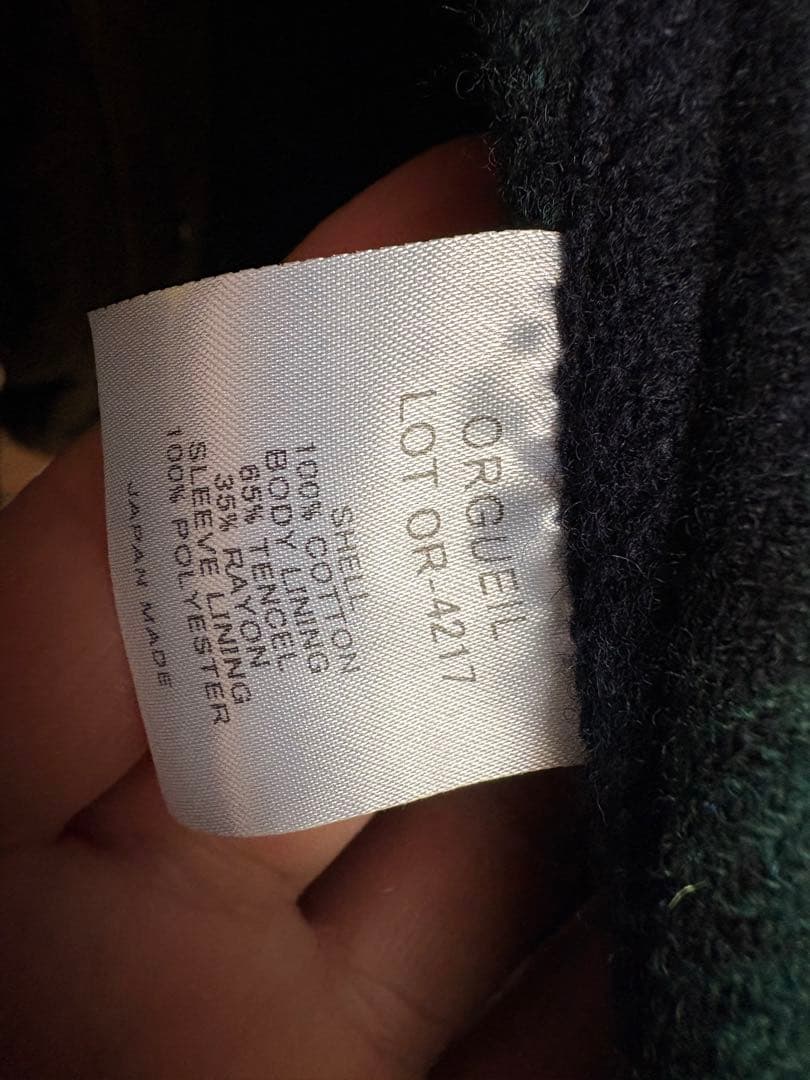 ORGUEIL
LOT OR-4217
SHELL
100% COTTON
BODY LINING
65% TENCEL
35% RAYON
SLEEVE LINING
100% POLYESTER
JAPAN MADE